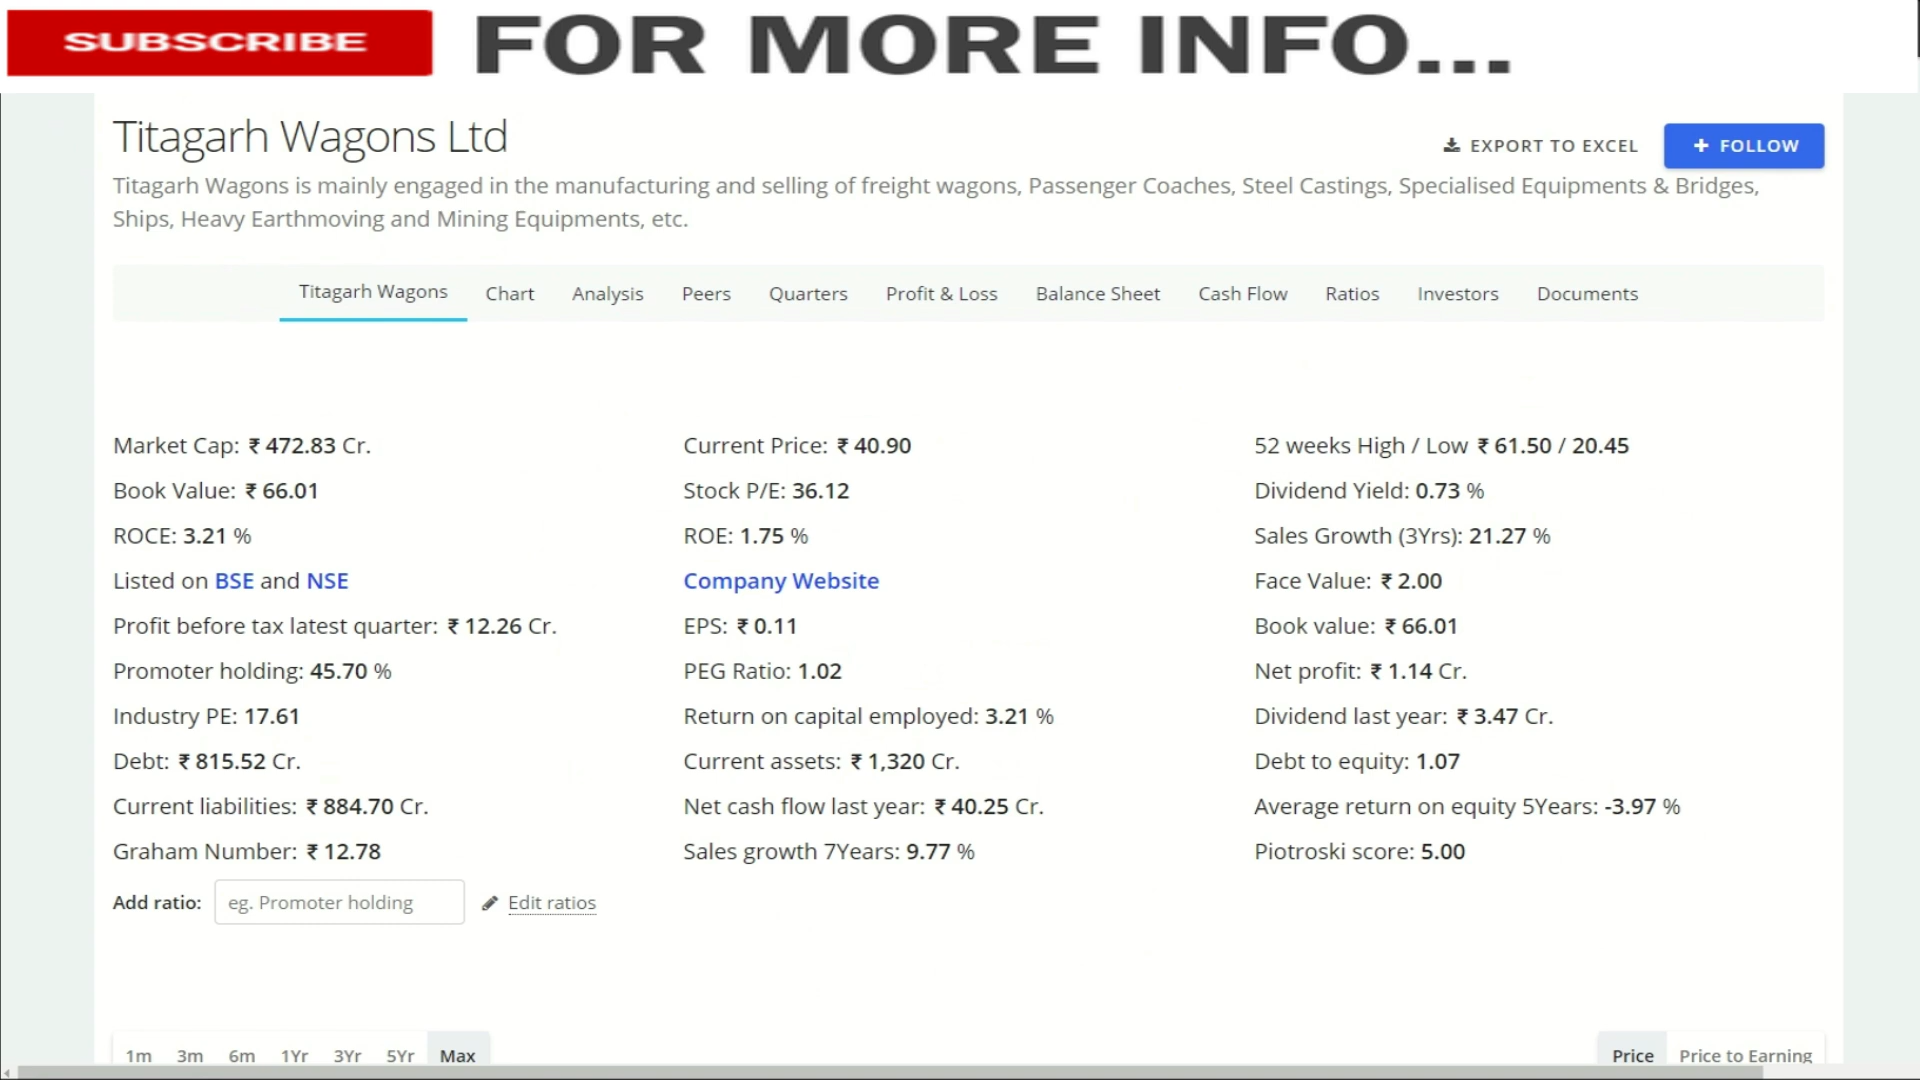 SUBSCRIBE FOR MORE INFO...
Titagarh Wagons Ltd
EXPORT TO EXCEL + FOLLOW
Titagarh Wagons is mainly engaged in the manufacturing and selling of freight wagons, Passenger Coaches, Steel Castings, Specialised Equipments & Bridges,
Ships, Heavy Earthmoving and Mining Equipments, etc.
Titagarh Wagons Chart Analysis Peers Quarters Profit & Loss Balance Sheet Cash Flow Ratios Investors Documents
Market Cap: ₹ 472.83 Cr. Current Price: ₹ 40.90 52 weeks High / Low ₹ 61.50 / 20.45
Book Value: ₹ 66.01 Stock P/E: 36.12 Dividend Yield: 0.73 %
ROCE: 3.21 % ROE: 1.75 % Sales Growth (3Yrs): 21.27 %
Listed on BSE and NSE Company Website Face Value: ₹ 2.00
Profit before tax latest quarter: ₹ 12.26 Cr. EPS: ₹ 0.11 Book value: ₹ 66.01
Promoter holding: 45.70 % PEG Ratio: 1.02 Net profit: ₹ 1.14 Cr.
Industry PE: 17.61 Return on capital employed: 3.21 % Dividend last year: ₹ 3.47 Cr.
Debt: ₹ 815.52 Cr. Current assets: ₹ 1,320 Cr. Debt to equity: 1.07
Current liabilities: ₹ 884.70 Cr. Net cash flow last year: ₹ 40.25 Cr. Average return on equity 5Years: -3.97 %
Graham Number: ₹ 12.78 Sales growth 7Years: 9.77 % Piotroski score: 5.00
Add ratio: eg. Promoter holding Edit ratios
1m 3m 6m 1Yr 3Yr 5Yr Max Price Price to Earning